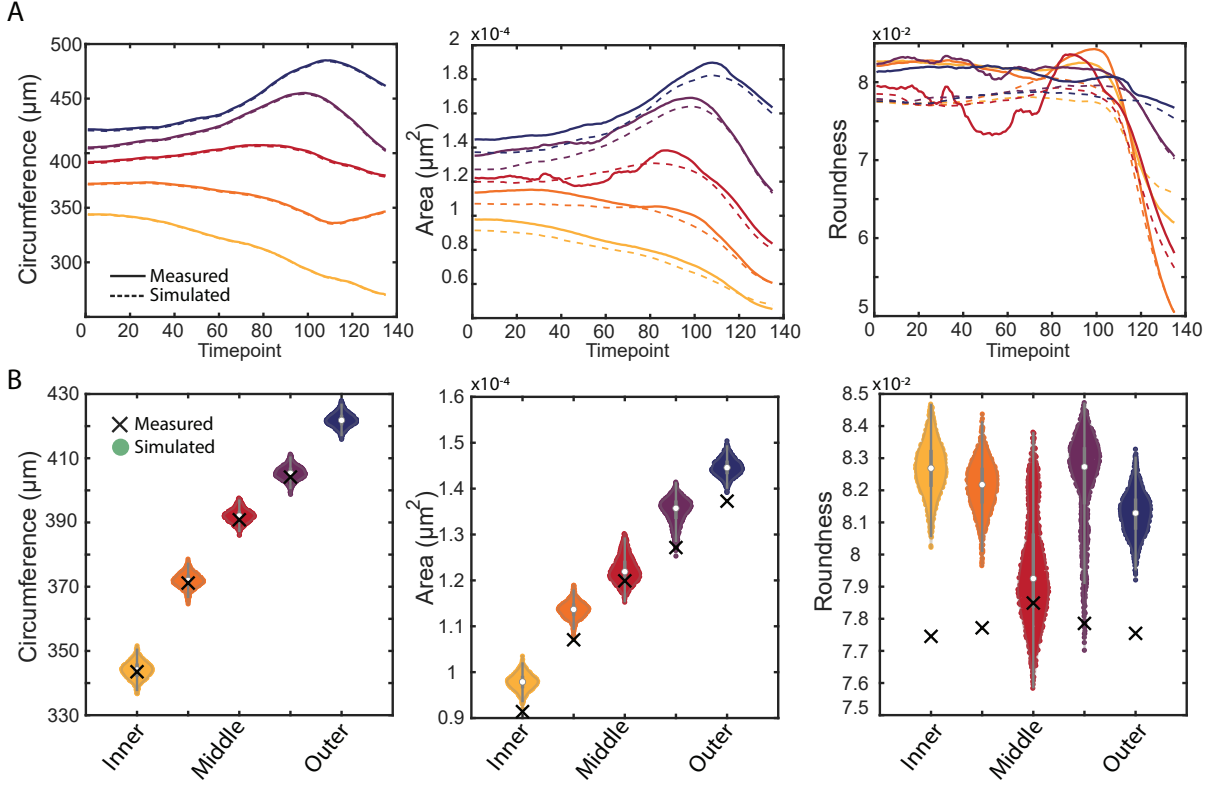 A
Circumference (µm)
500
450
400
350
300
Measured
Simulated
0 20 40 60 80 100 120 140
Timepoint
x10⁻⁴
Area (µm²)
2
1.8
1.6
1.4
1.2
1
0.8
0.6
0 20 40 60 80 100 120 140
Timepoint
x10⁻²
Roundness
8
7
6
5
0 20 40 60 80 100 120 140
Timepoint
B
Circumference (µm)
430
410
390
370
350
330
Measured
Simulated
Inner Middle Outer
x10⁻⁴
Area (µm²)
1.6
1.5
1.4
1.3
1.2
1.1
1
0.9
Inner Middle Outer
x10⁻²
Roundness
8.5
8.4
8.3
8.2
8.1
8
7.9
7.8
7.7
7.6
7.5
Inner Middle Outer